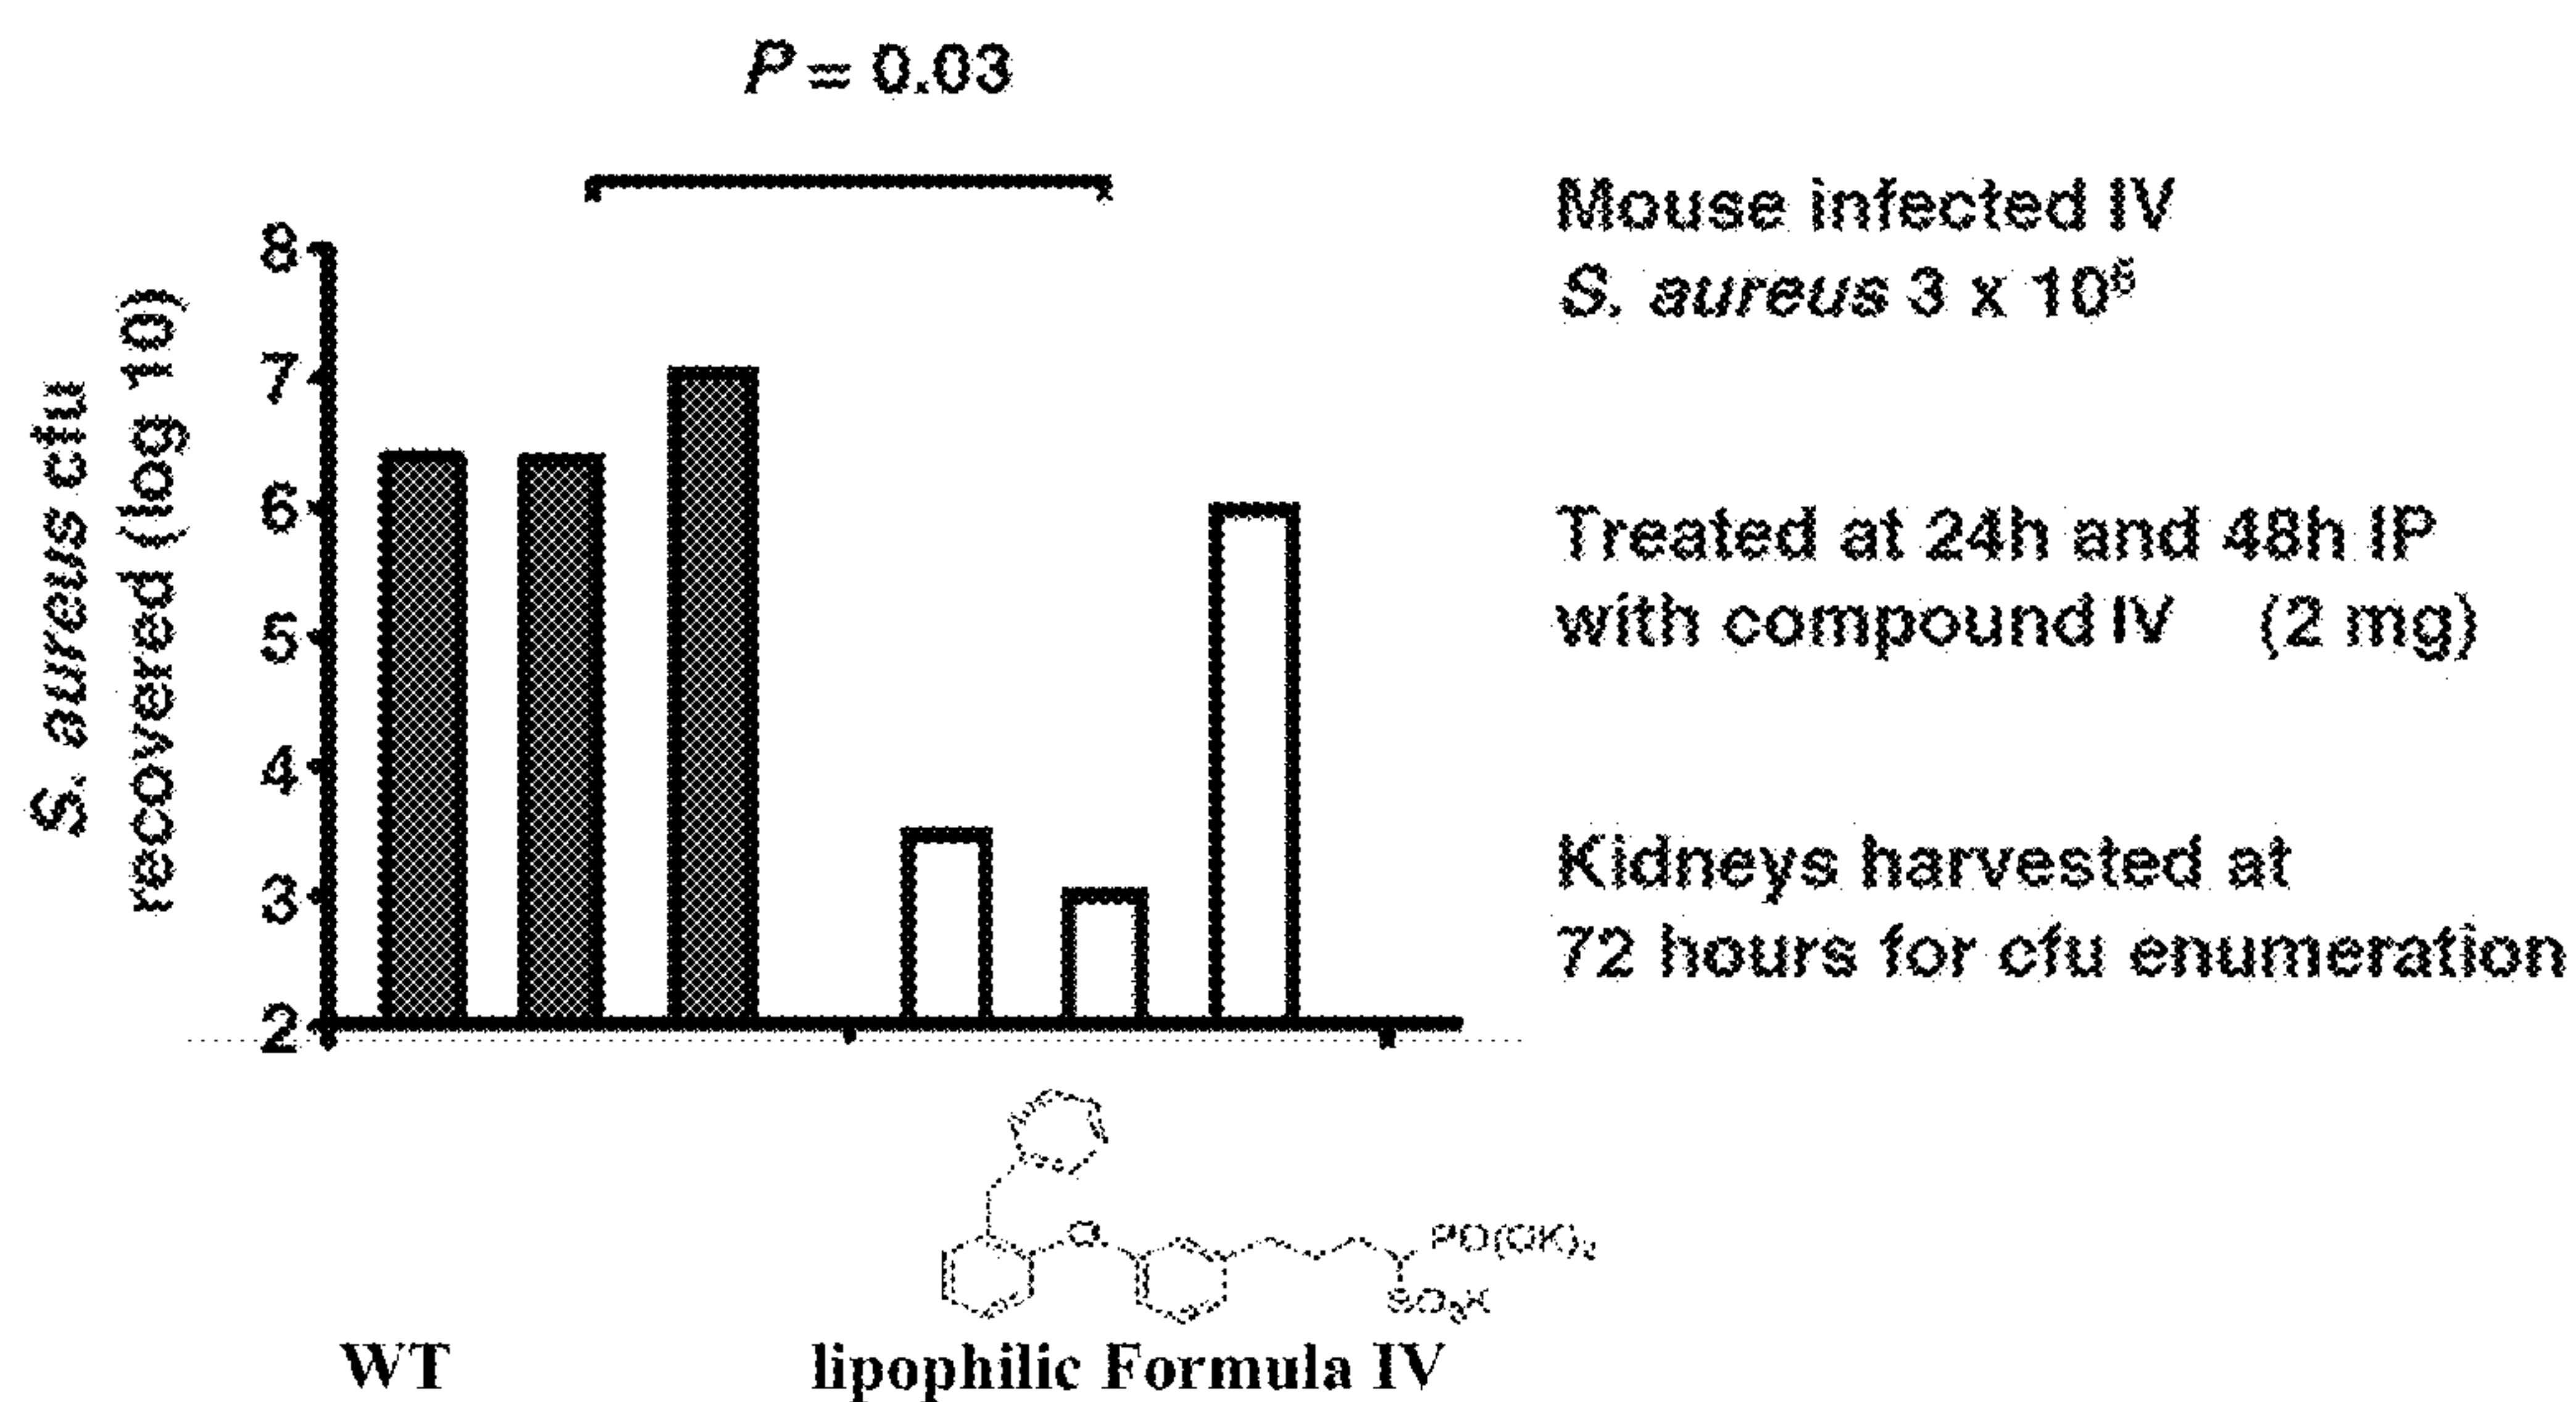 P = 0.03
S. aureus cfu
recovered (log 10)
8
7
6
5
4
3
2
Mouse infected IV
S. aureus 3 x 10
Treated at 24h and 48h IP
with compound IV (2 mg)
Kidneys harvested at
72 hours for cfu enumeration
O
PO(OK)₂
SO₃K
WT
lipophilic Formula IV